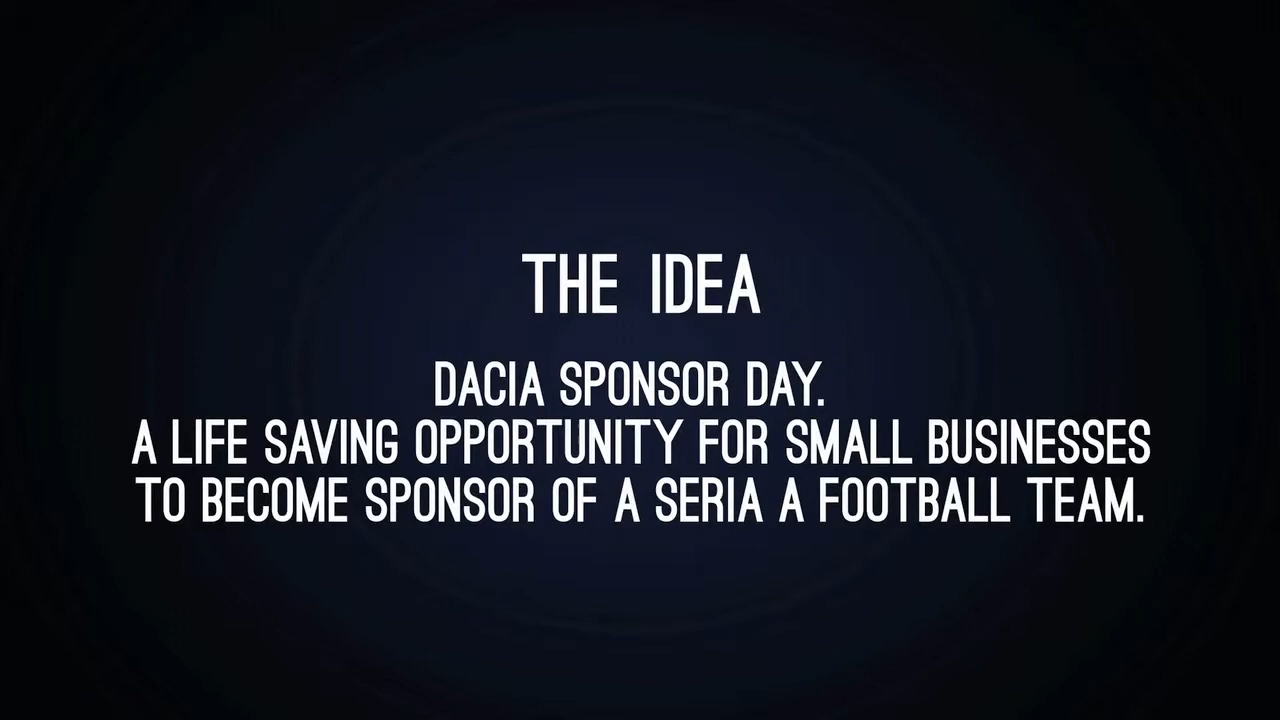 THE IDEA
DACIA SPONSOR DAY.
A LIFE SAVING OPPORTUNITY FOR SMALL BUSINESSES
TO BECOME SPONSOR OF A SERIA A FOOTBALL TEAM.